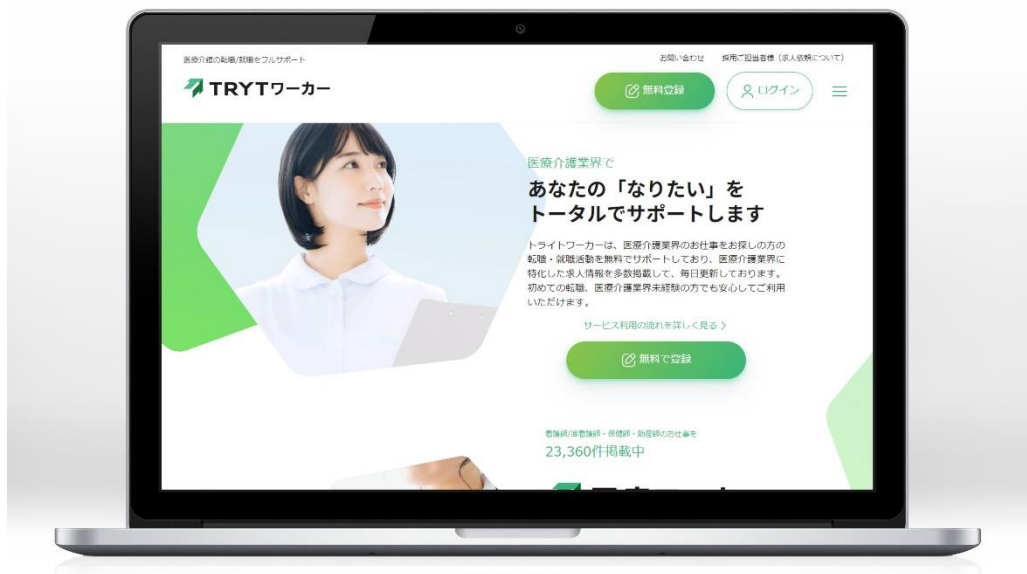 医療介護の転職/就職をフルサポート
お問い合わせ 採用ご担当者様（求人依頼について）
TRYTワーカー
無料登録
ログイン
医療介護業界で
あなたの「なりたい」を
トータルでサポートします
トライトワーカーは、医療介護業界のお仕事をお探しの方の
転職・就職活動を無料でサポートしており、医療介護業界に
特化した求人情報を多数掲載して、毎日更新しております。
初めての転職、医療介護業界未経験の方でも安心してご利用
いただけます。
サービス利用の流れを詳しく見る 〉
無料で登録
看護師/准看護師・保健師・助産師のお仕事を
23,360件掲載中